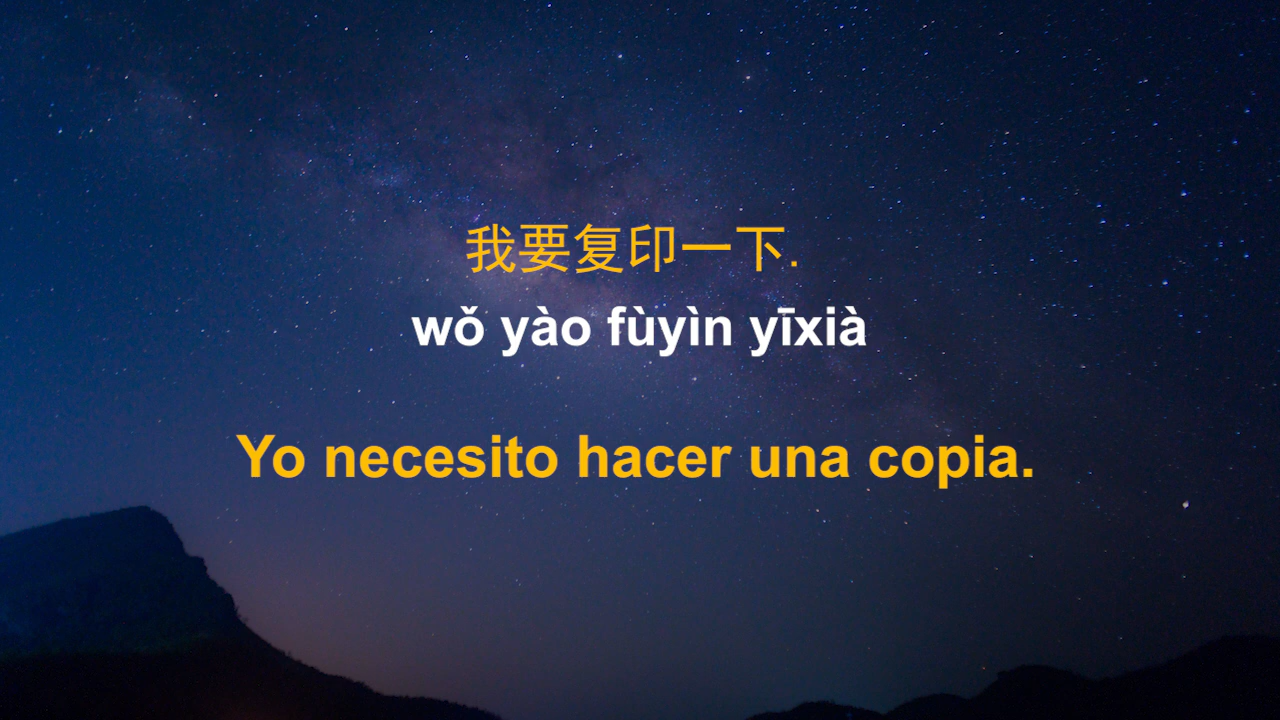 我要复印一下.
wǒ yào fùyìn yīxià
Yo necesito hacer una copia.